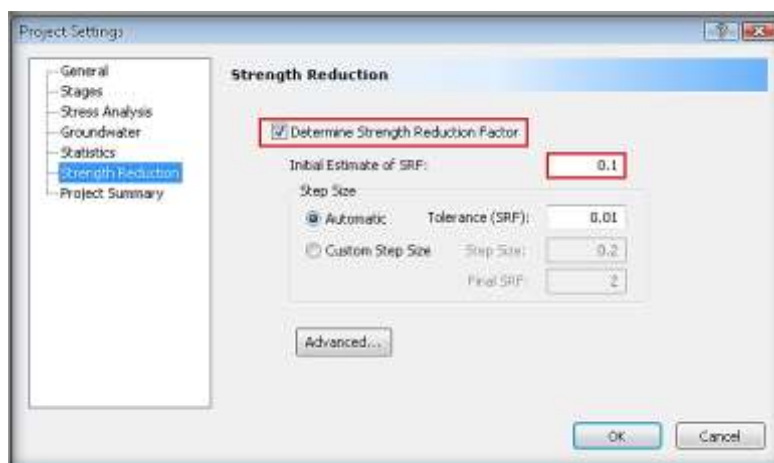 Project Settings
General
Stages
Stress Analysis
Groundwater
Statistics
Strength Reduction
Project Summary
Strength Reduction
Determine Strength Reduction Factor
Initial Estimate of SRF: 0.1
Step Size
Automatic Tolerance (SRF): 0.01
Custom Step Size Step Size: 0.2
Final SRF: 2
Advanced...
OK Cancel